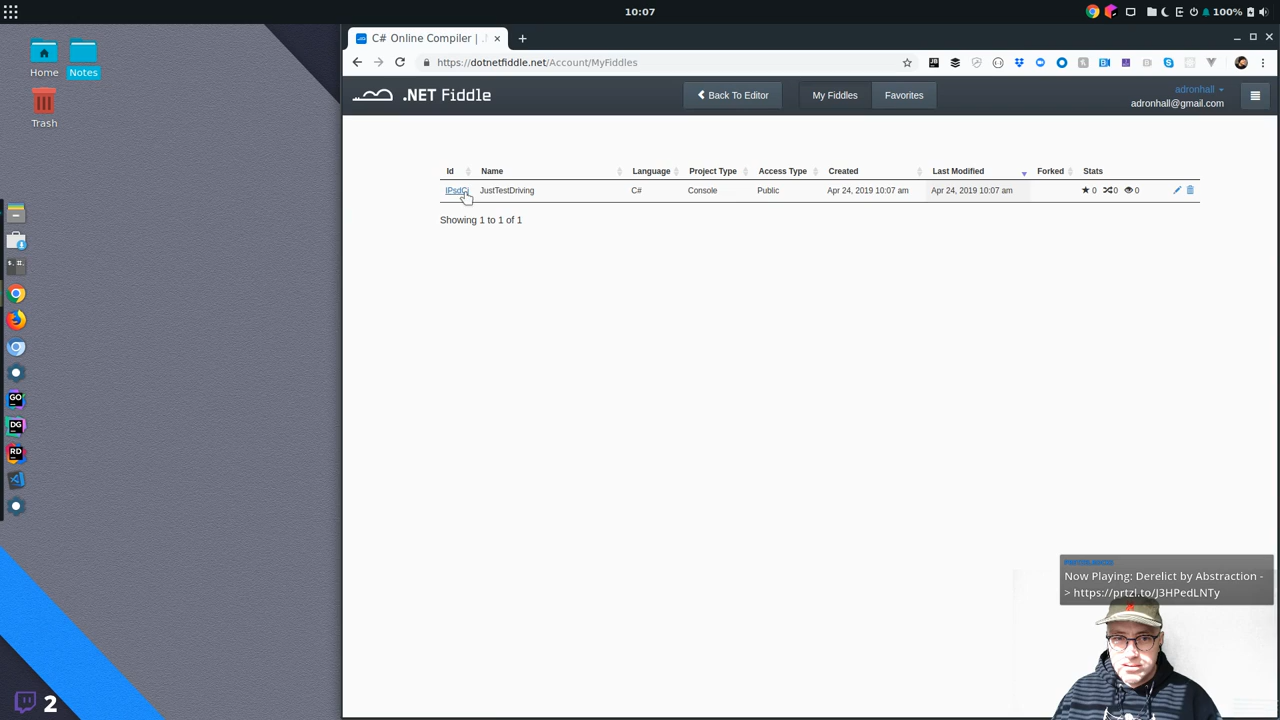 10:07
100%
Home
Notes
Trash
C# Online Compiler | .
https://dotnetfiddle.net/Account/MyFiddles
.NET Fiddle
Back To Editor
My Fiddles
Favorites
adronhall
adronhall@gmail.com
Id Name Language Project Type Access Type Created Last Modified Forked Stats
JustTestDriving C# Console Public Apr 24, 2019 10:07 am Apr 24, 2019 10:07 am 0 0 0
Showing 1 to 1 of 1
GO
DG
RD
Now Playing: Derelict by Abstraction -
> https://prtzl.to/J3HPedLNTy
2